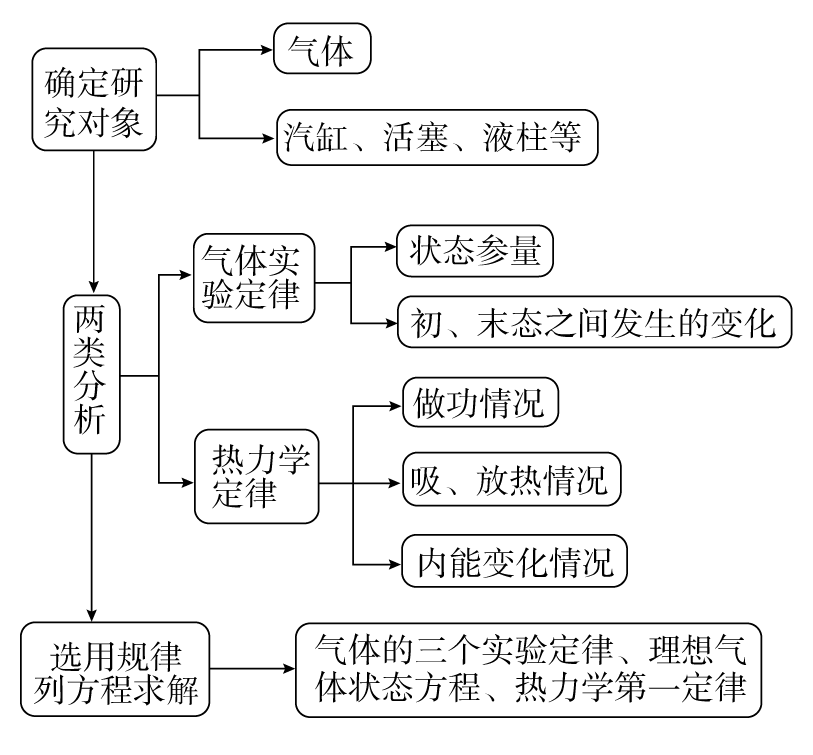 确定研
究对象
气体
汽缸、活塞、液柱等
两
类
分
析
气体实
验定律
状态参量
初、末态之间发生的变化
热力学
定律
做功情况
吸、放热情况
内能变化情况
选用规律
列方程求解
气体的三个实验定律、理想气
体状态方程、热力学第一定律